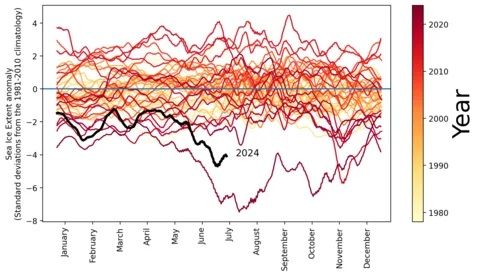 Sea Ice Extent anomaly
(Standard deviations from the 1981-2010 climatology)
4
2
0
−2
−4
−6
−8
2024
January
February
March
April
May
June
July
August
September
October
November
December
2020
2010
2000
1990
1980
Year